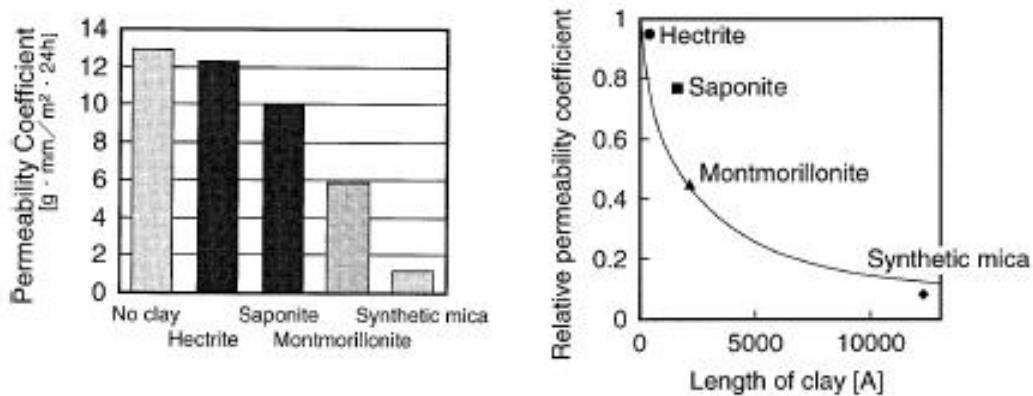 Permeability Coefficient
[g · mm／m² · 24h]
14
12
10
8
6
4
2
0
No clay
Hectrite
Saponite
Montmorillonite
Synthetic mica
Relative permeability coefficient
1
0.8
0.6
0.4
0.2
0
Hectrite
Saponite
Montmorillonite
Synthetic mica
0 5000 10000
Length of clay [A]